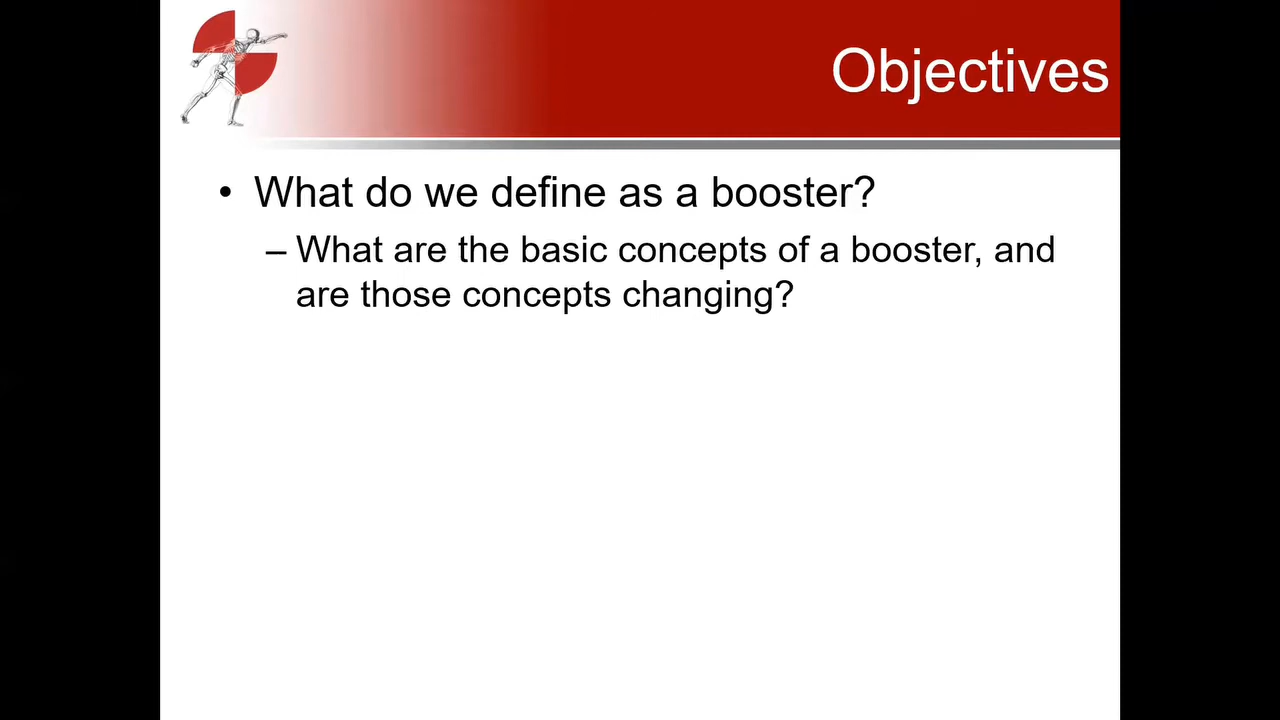 Objectives
• What do we define as a booster?
– What are the basic concepts of a booster, and
are those concepts changing?